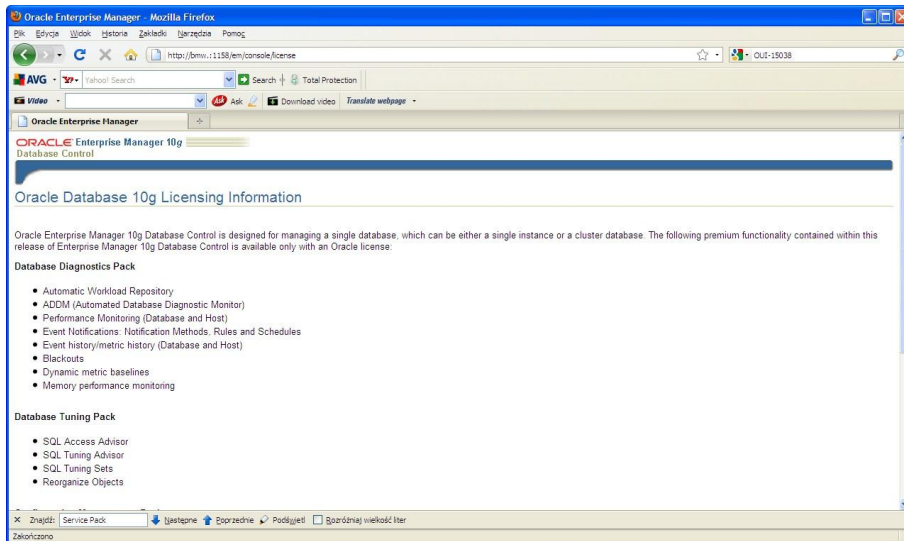 Oracle Enterprise Manager - Mozilla Firefox
Plik Edycja Widok Historia Zakładki Narzędzia Pomoc
http://bmw.:1158/em/console/license OUI-15038
AVG Yahoo! Search Search Total Protection
Video Ask Download video Translate webpage
Oracle Enterprise Manager
ORACLE Enterprise Manager 10g
Database Control
Oracle Database 10g Licensing Information
Oracle Enterprise Manager 10g Database Control is designed for managing a single database, which can be either a single instance or a cluster database. The following premium functionality contained within this
release of Enterprise Manager 10g Database Control is available only with an Oracle license:
Database Diagnostics Pack
Automatic Workload Repository
ADDM (Automated Database Diagnostic Monitor)
Performance Monitoring (Database and Host)
Event Notifications: Notification Methods, Rules and Schedules
Event history/metric history (Database and Host)
Blackouts
Dynamic metric baselines
Memory performance monitoring
Database Tuning Pack
SQL Access Advisor
SQL Tuning Advisor
SQL Tuning Sets
Reorganize Objects
Znajdź: Service Pack Następne Poprzednie Podświetl Rozróżniaj wielkość liter
Zakończono